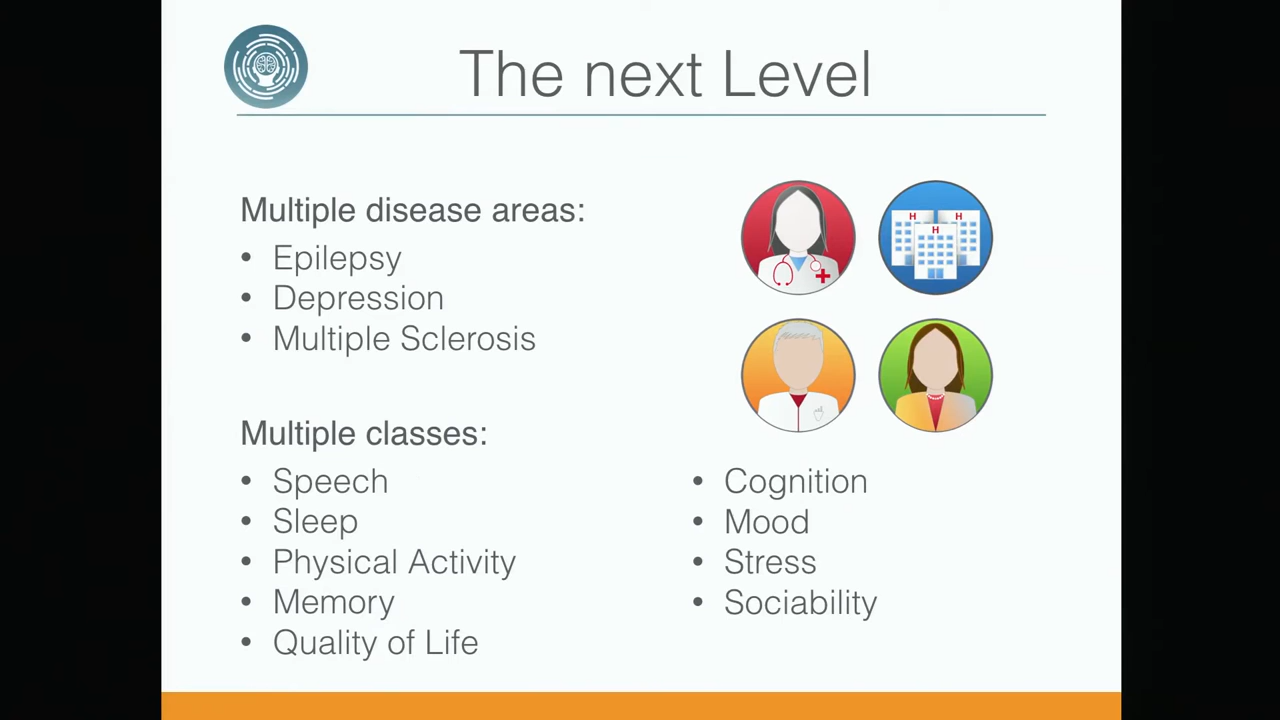 The next Level
Multiple disease areas:
• Epilepsy
• Depression
• Multiple Sclerosis
H H
H
Multiple classes:
• Speech
• Sleep
• Physical Activity
• Memory
• Quality of Life
• Cognition
• Mood
• Stress
• Sociability